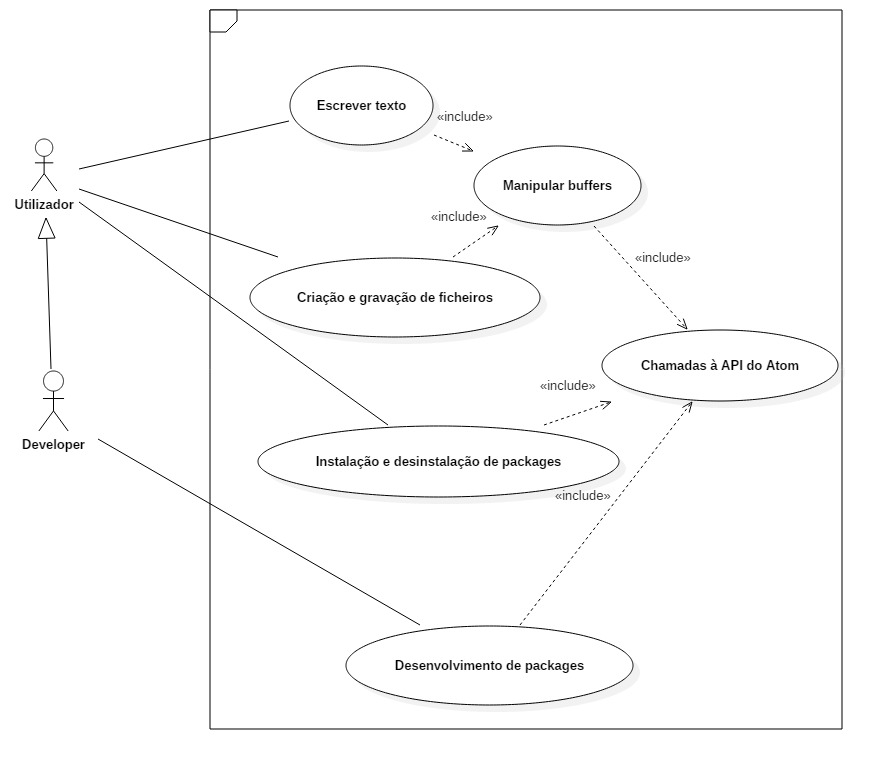 Escrever texto
«include»
Manipular buffers
Utilizador
«include»
«include»
Criação e gravação de ficheiros
Chamadas à API do Atom
«include»
Developer
Instalação e desinstalação de packages
«include»
Desenvolvimento de packages